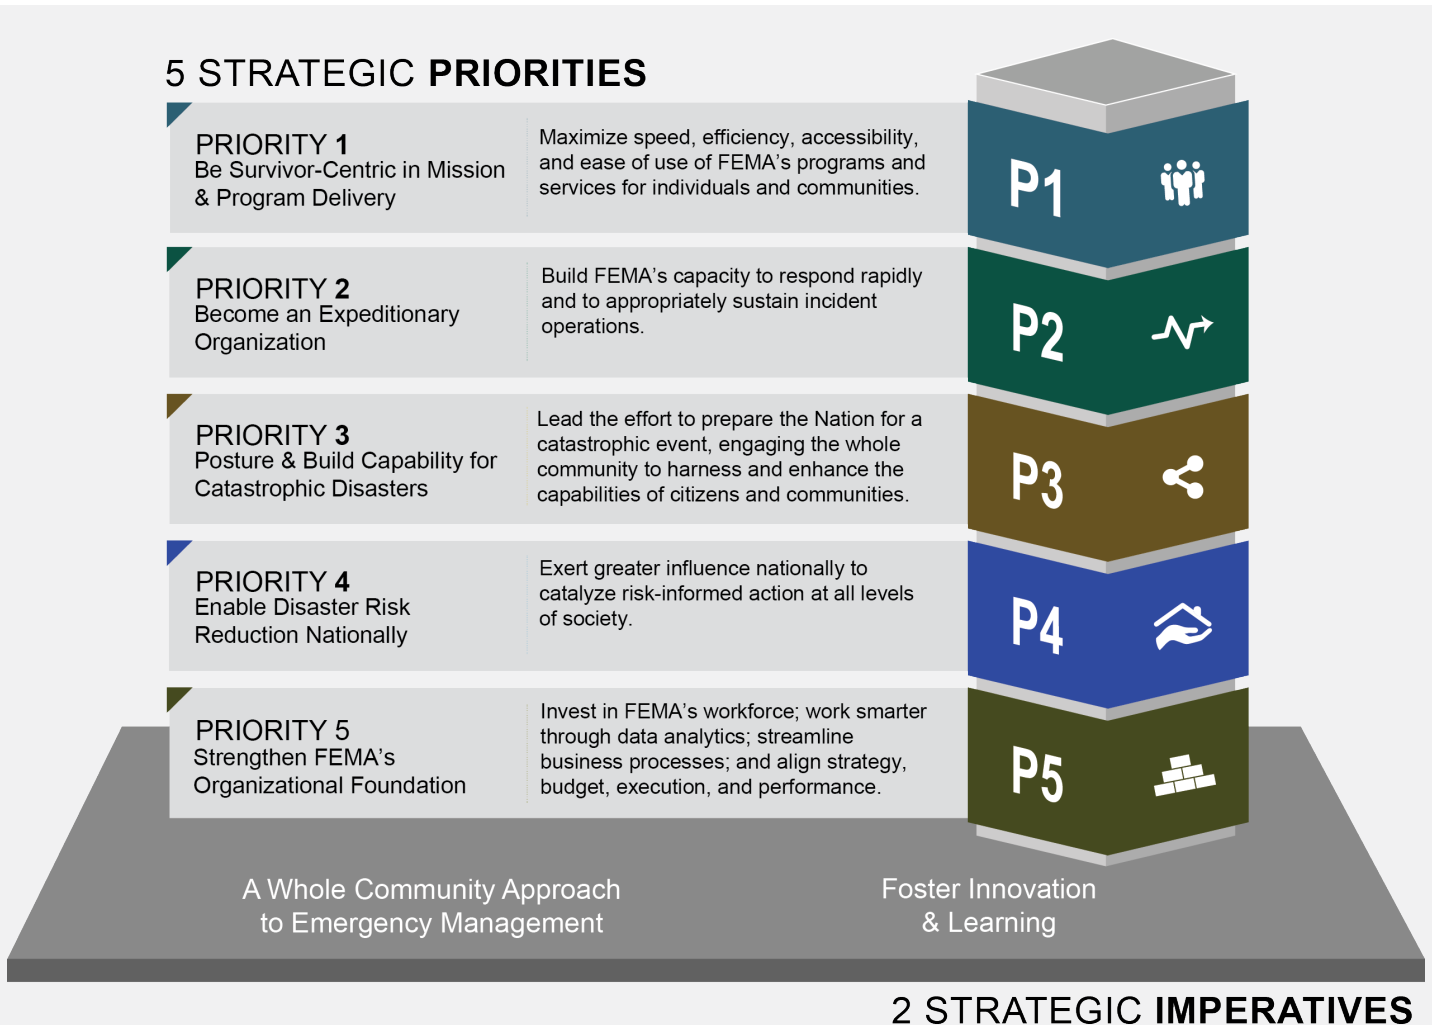 5 STRATEGIC PRIORITIES
PRIORITY 1
Be Survivor-Centric in Mission
& Program Delivery
Maximize speed, efficiency, accessibility,
and ease of use of FEMA's programs and
services for individuals and communities.
P1
PRIORITY 2
Become an Expeditionary
Organization
Build FEMA's capacity to respond rapidly
and to appropriately sustain incident
operations.
P2
PRIORITY 3
Posture & Build Capability for
Catastrophic Disasters
Lead the effort to prepare the Nation for a
catastrophic event, engaging the whole
community to harness and enhance the
capabilities of citizens and communities.
P3
PRIORITY 4
Enable Disaster Risk
Reduction Nationally
Exert greater influence nationally to
catalyze risk-informed action at all levels
of society.
P4
PRIORITY 5
Strengthen FEMA's
Organizational Foundation
Invest in FEMA's workforce; work smarter
through data analytics; streamline
business processes; and align strategy,
budget, execution, and performance.
P5
A Whole Community Approach
to Emergency Management
Foster Innovation
& Learning
2 STRATEGIC IMPERATIVES